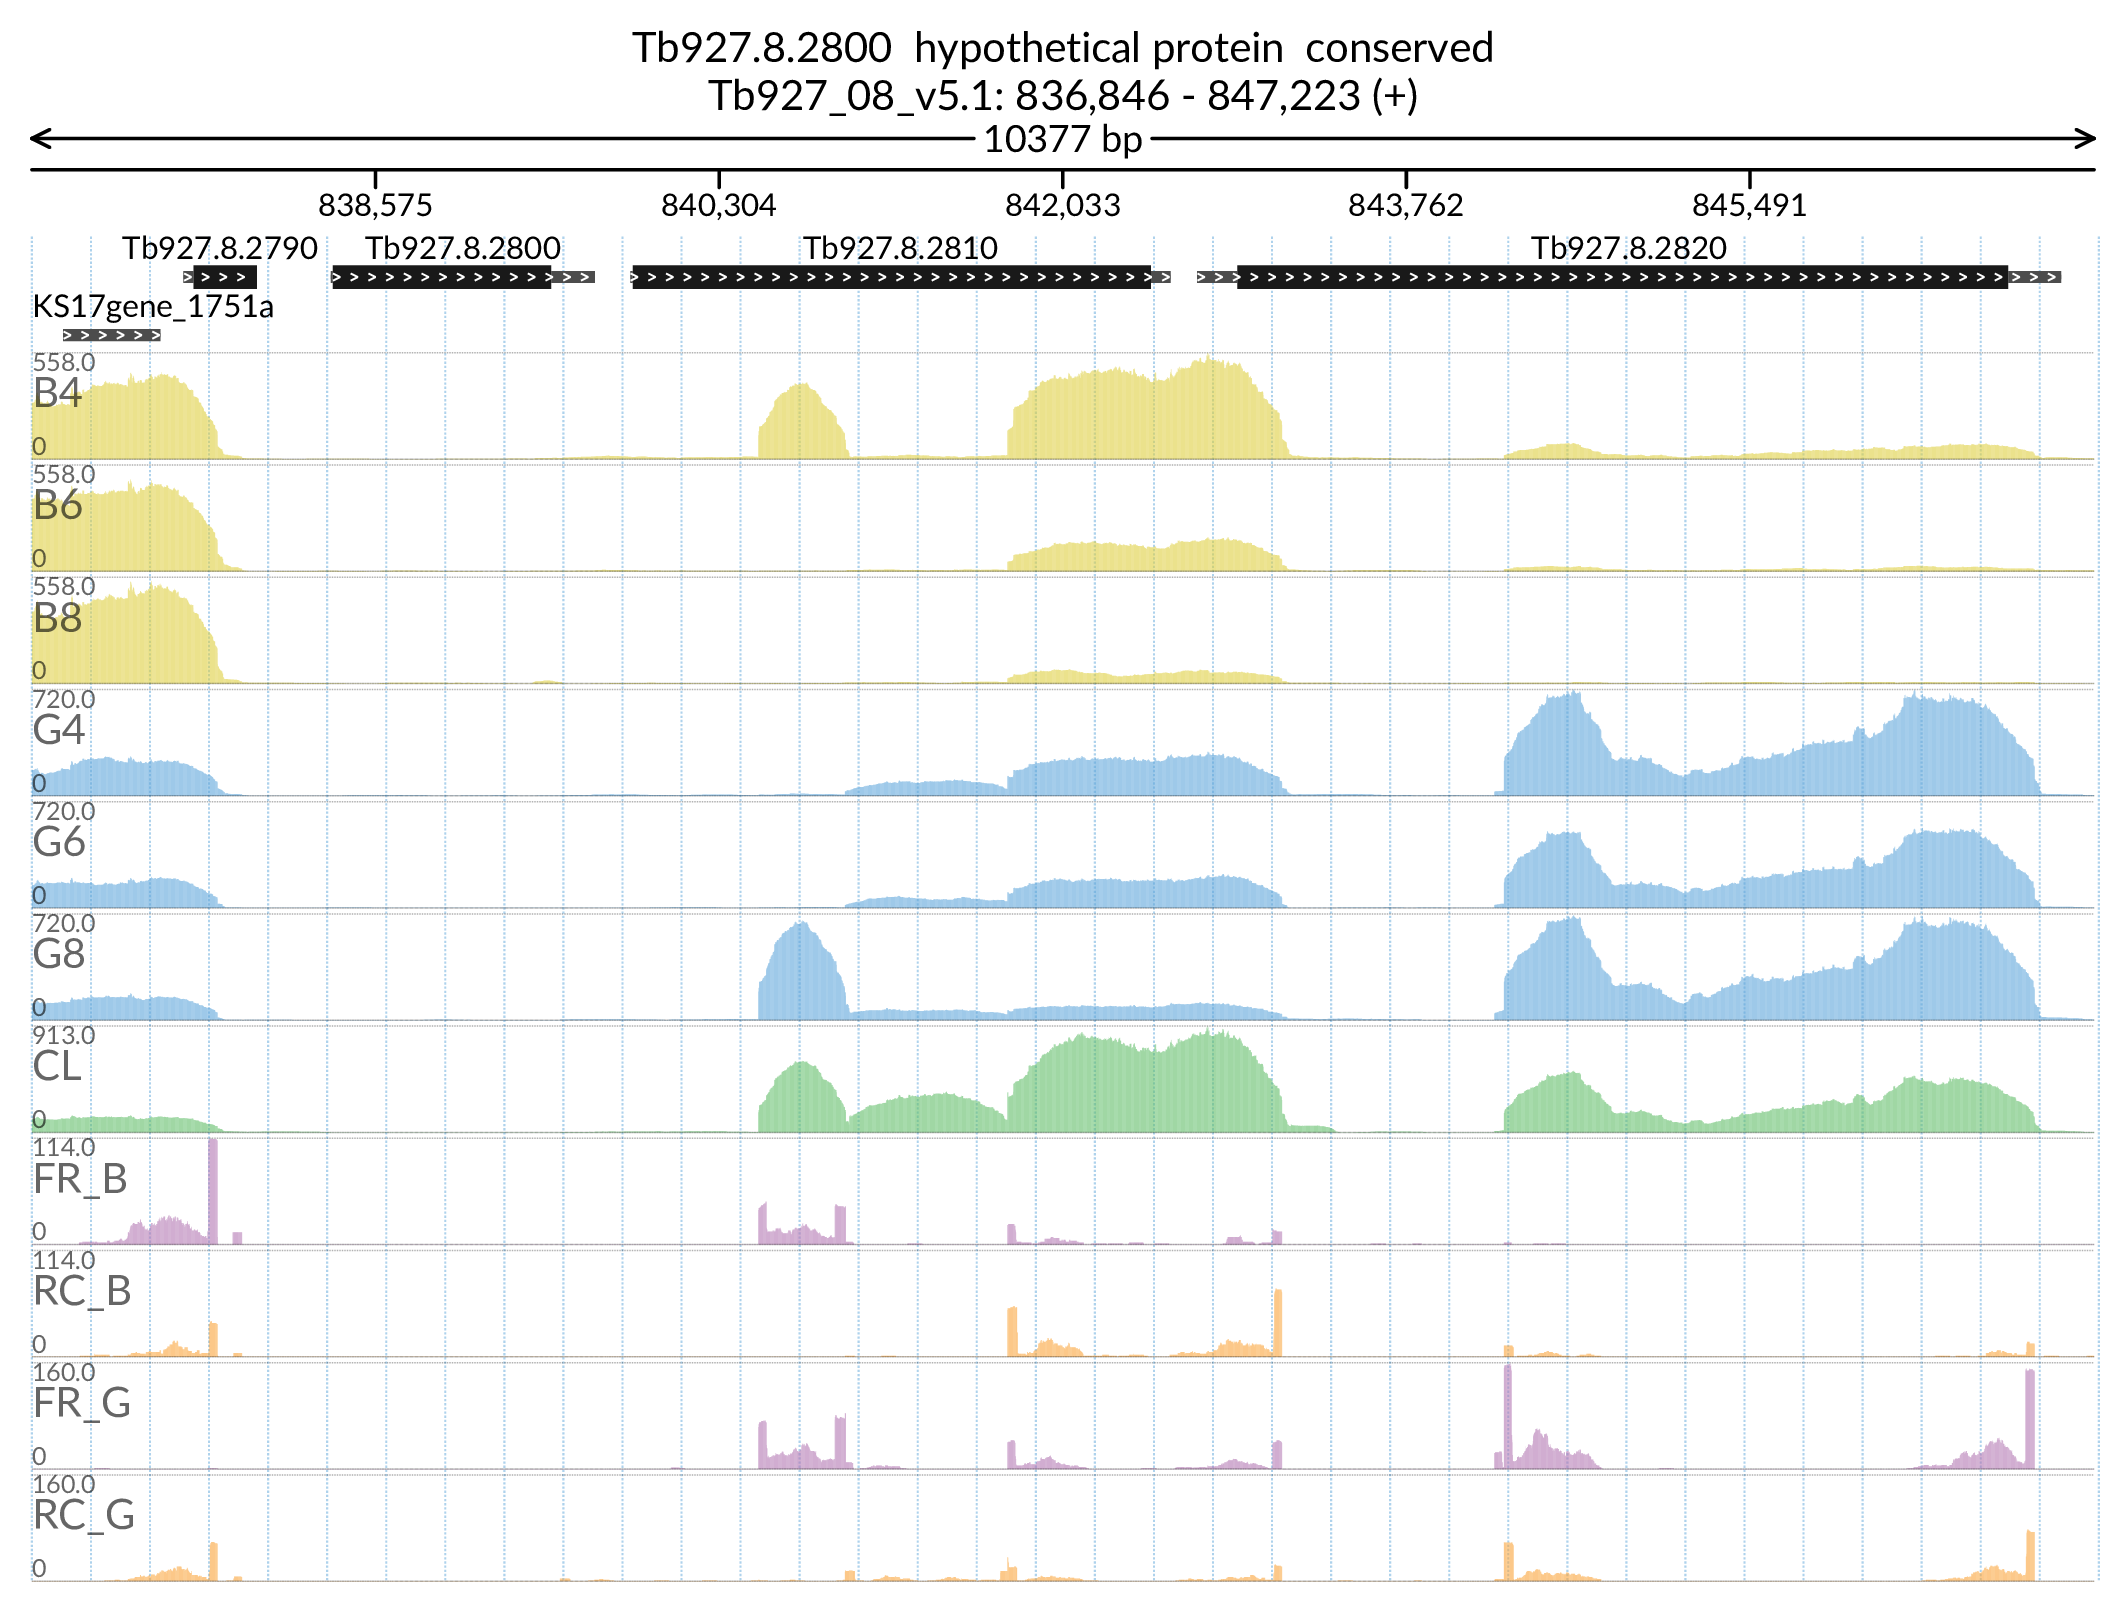 Tb927.8.2800  hypothetical protein  conserved
Tb927_08_v5.1: 836,846 - 847,223 (+)
10377 bp
838,575 840,304 842,033 843,762 845,491
Tb927.8.2790 Tb927.8.2800 Tb927.8.2810 Tb927.8.2820
KS17gene_1751a
558.0
B4
0
558.0
B6
0
558.0
B8
0
720.0
G4
0
720.0
G6
0
720.0
G8
0
913.0
CL
0
114.0
FR_B
0
114.0
RC_B
0
160.0
FR_G
0
160.0
RC_G
0